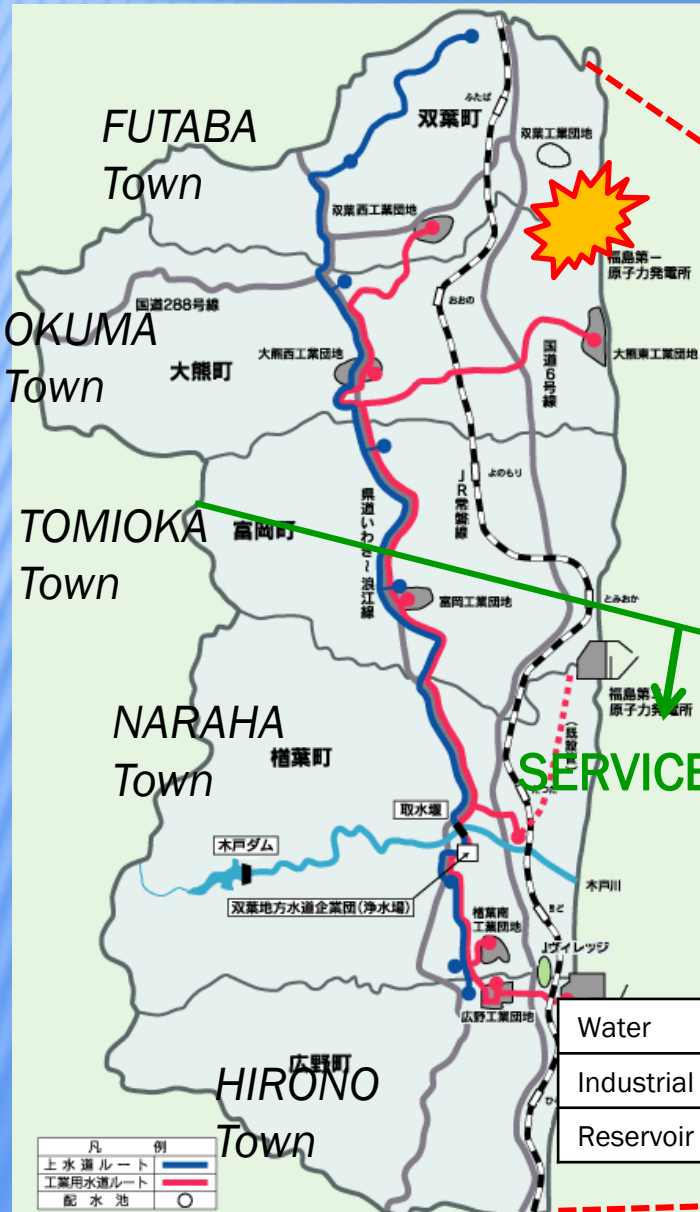 FUTABA
Town
双葉町
ふたば
双葉工業団地
双葉西工業団地
福島第一
原子力発電所
国道288号線
おおの
OKUMA
Town
大熊町
大熊西工業団地
国道6号線
大熊東工業団地
よのもり
JR常磐線
県道いわき～浪江線
TOMIOKA
Town
富岡町
とみおか
富岡工業団地
福島第二
原子力発電所
(既設管)
NARAHA
Town
楢葉町
SERVICE
取水堰
木戸ダム
双葉地方水道企業団(浄水場)
木戸川
きど
楢葉南
工業団地
Jヴィレッジ
広野工業団地
広野町
HIRONO
Town
Water
Industrial
Reservoir
凡 例
上水道ルート
工業用水道ルート
配水池